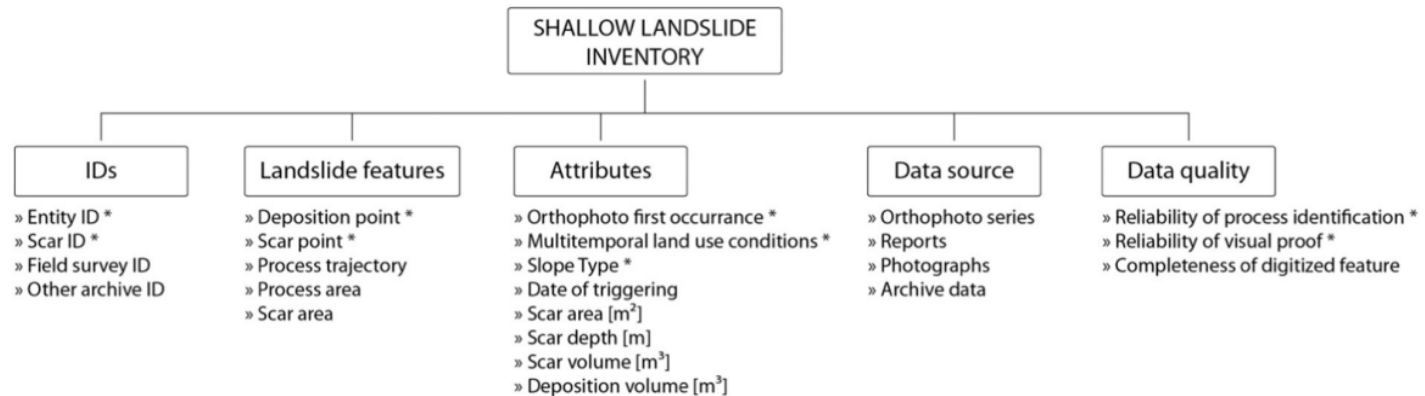 SHALLOW LANDSLIDE
INVENTORY
IDs
» Entity ID *
» Scar ID *
» Field survey ID
» Other archive ID
Landslide features
» Deposition point *
» Scar point *
» Process trajectory
» Process area
» Scar area
Attributes
» Orthophoto first occurrance *
» Multitemporal land use conditions *
» Slope Type *
» Date of triggering
» Scar area [m²]
» Scar depth [m]
» Scar volume [m³]
» Deposition volume [m³]
Data source
» Orthophoto series
» Reports
» Photographs
» Archive data
Data quality
» Reliability of process identification *
» Reliability of visual proof *
» Completeness of digitized feature